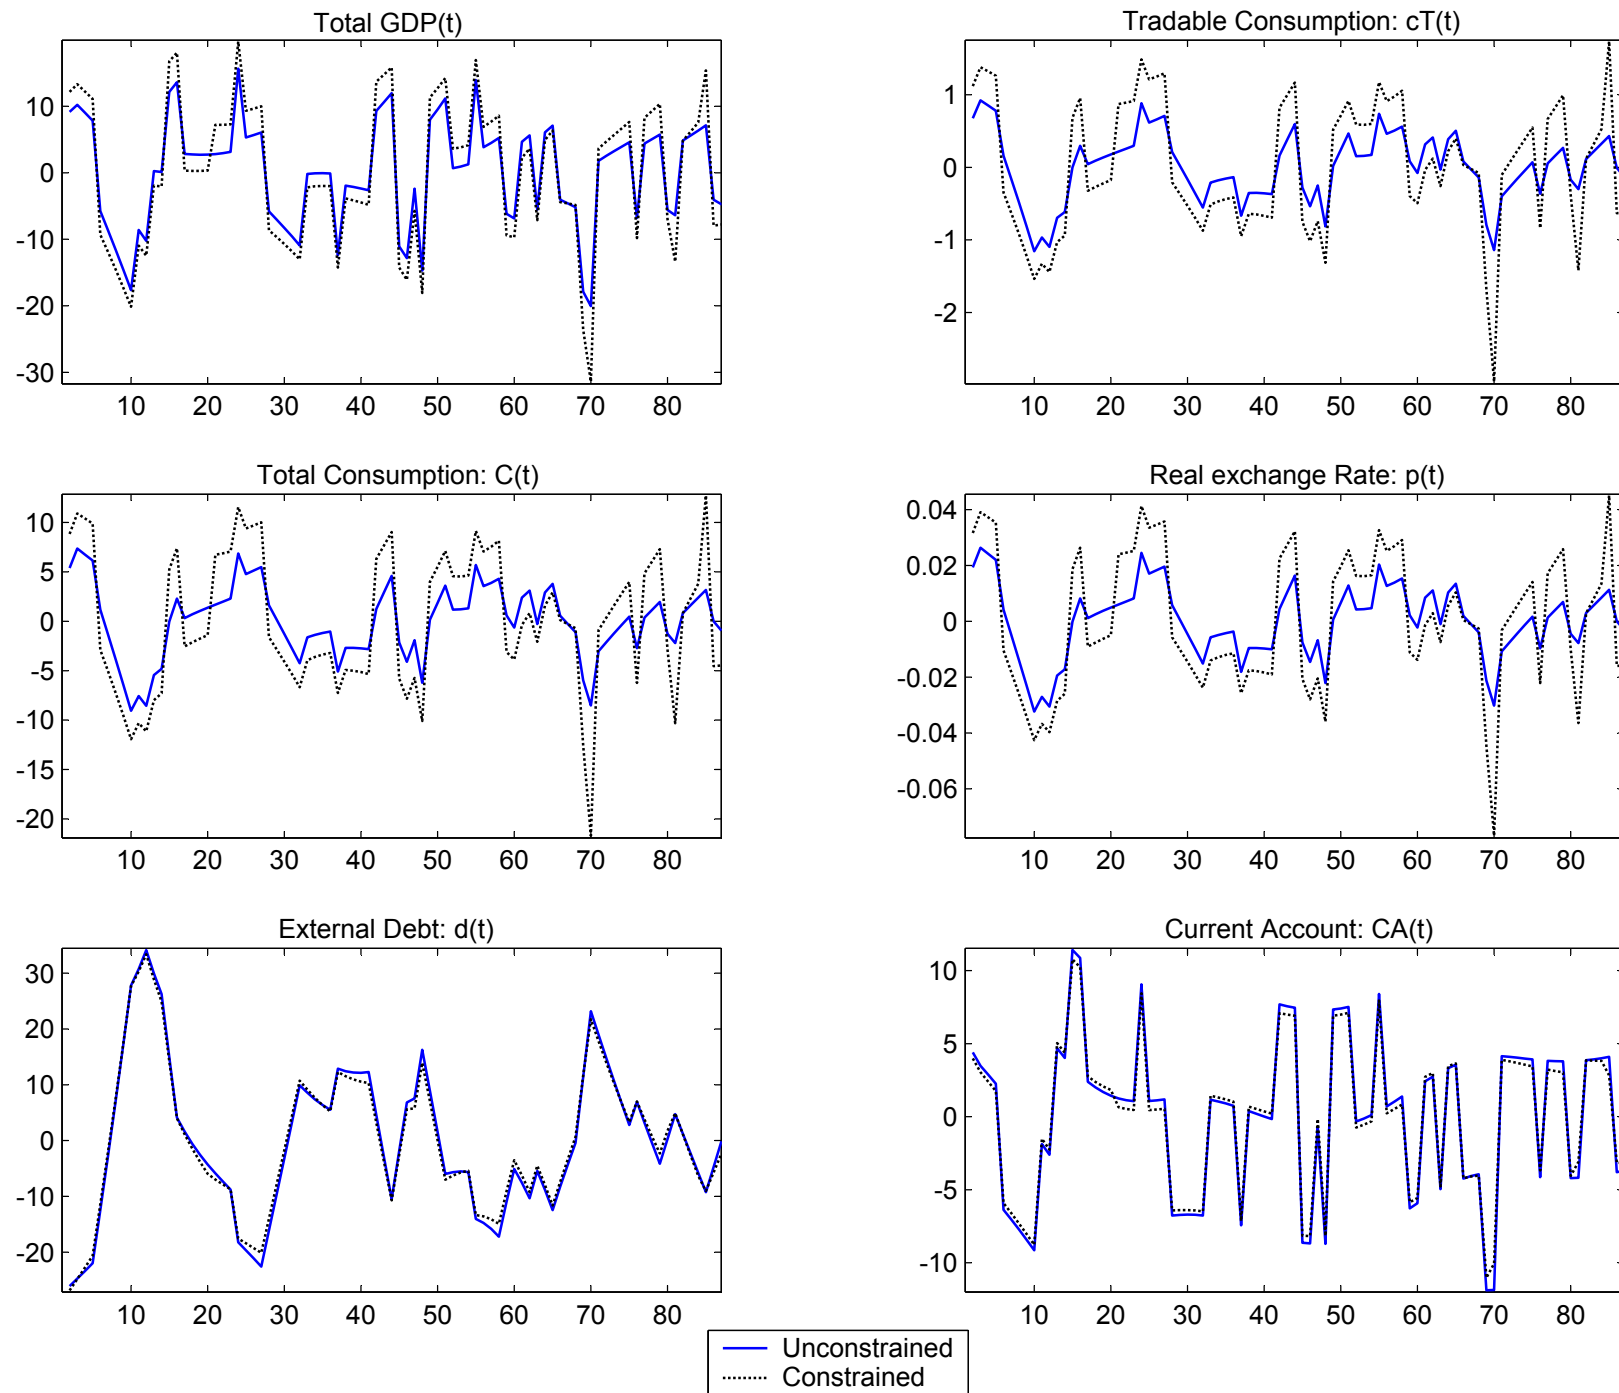 Total GDP(t)
10
0
-10
-20
-30
10 20 30 40 50 60 70 80
Tradable Consumption: cT(t)
1
0
-1
-2
10 20 30 40 50 60 70 80
Total Consumption: C(t)
10
5
0
-5
-10
-15
-20
10 20 30 40 50 60 70 80
Real exchange Rate: p(t)
0.04
0.02
0
-0.02
-0.04
-0.06
10 20 30 40 50 60 70 80
External Debt: d(t)
30
20
10
0
-10
-20
10 20 30 40 50 60 70 80
Current Account: CA(t)
10
5
0
-5
-10
10 20 30 40 50 60 70 80
Unconstrained
Constrained